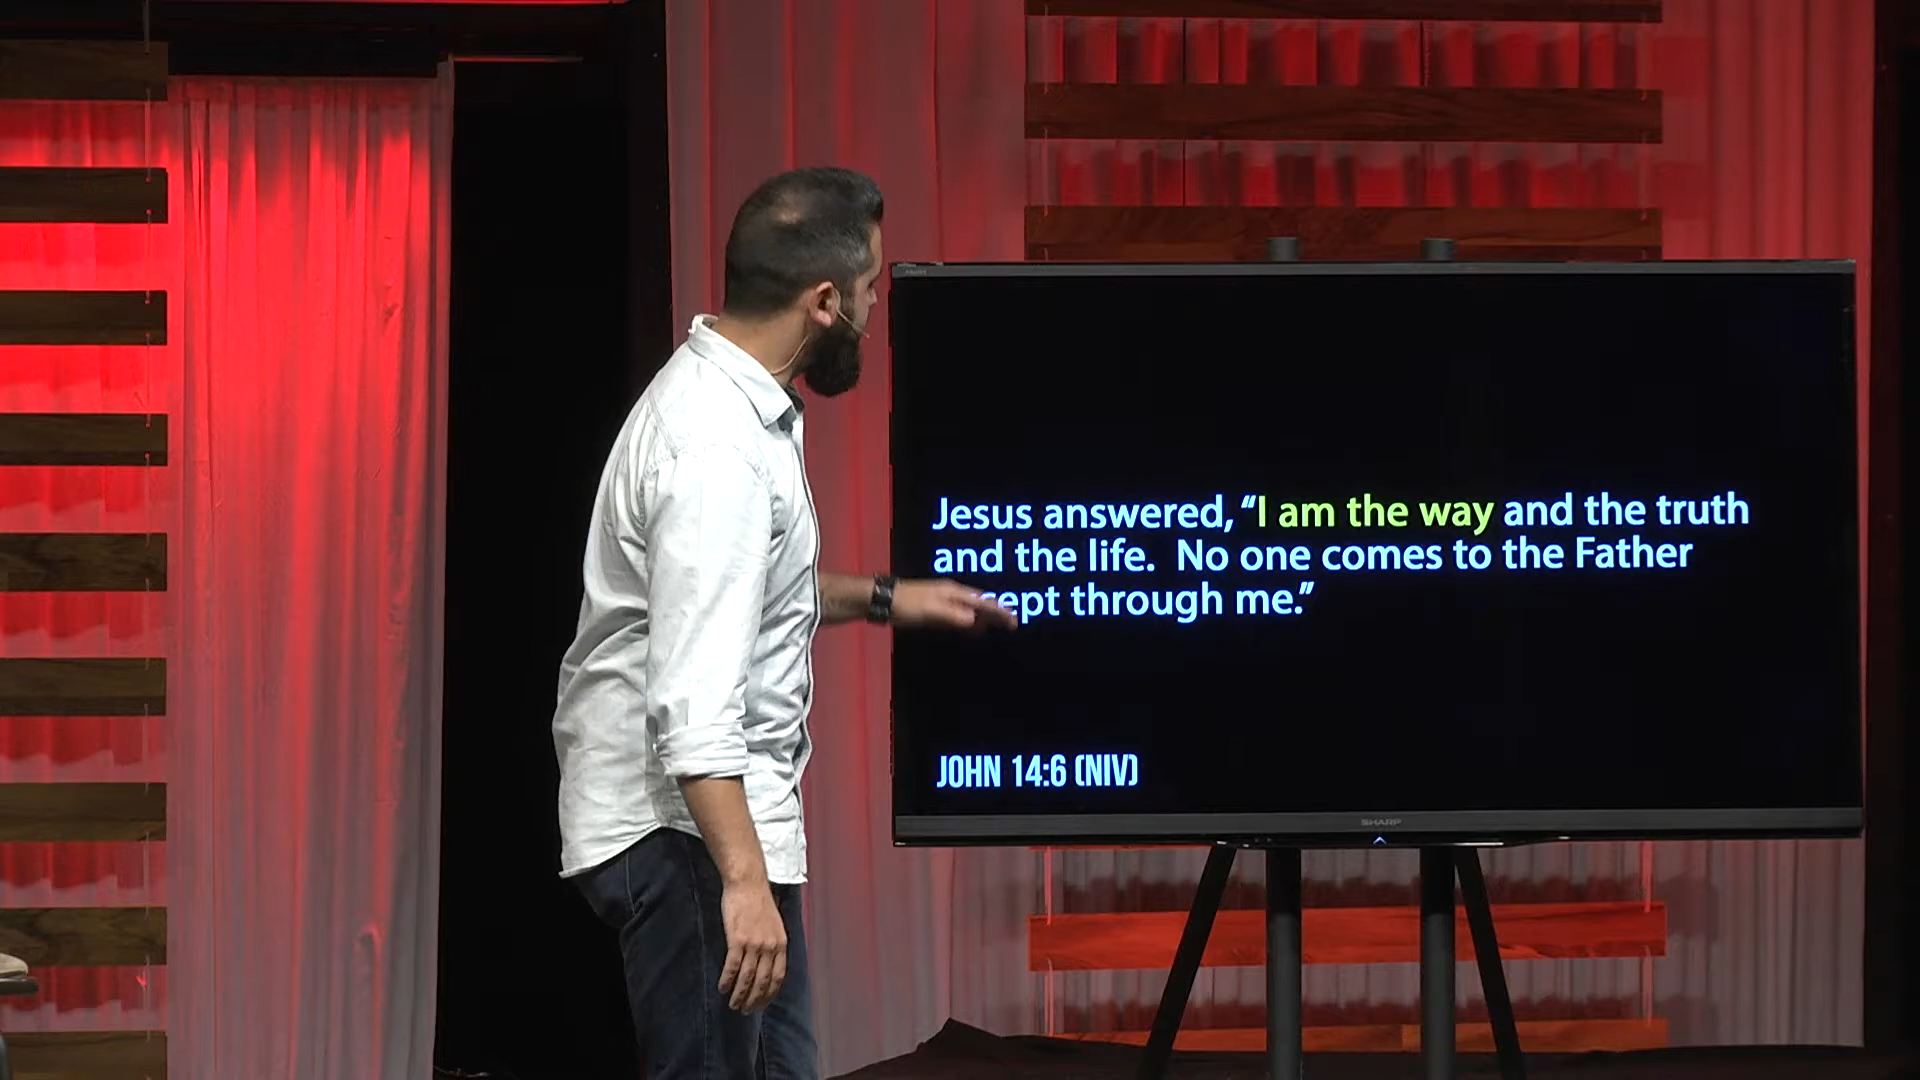 Jesus answered, “I am the way and the truth
and the life.  No one comes to the Father
cept through me.”
JOHN 14:6 (NIV)
SHARP